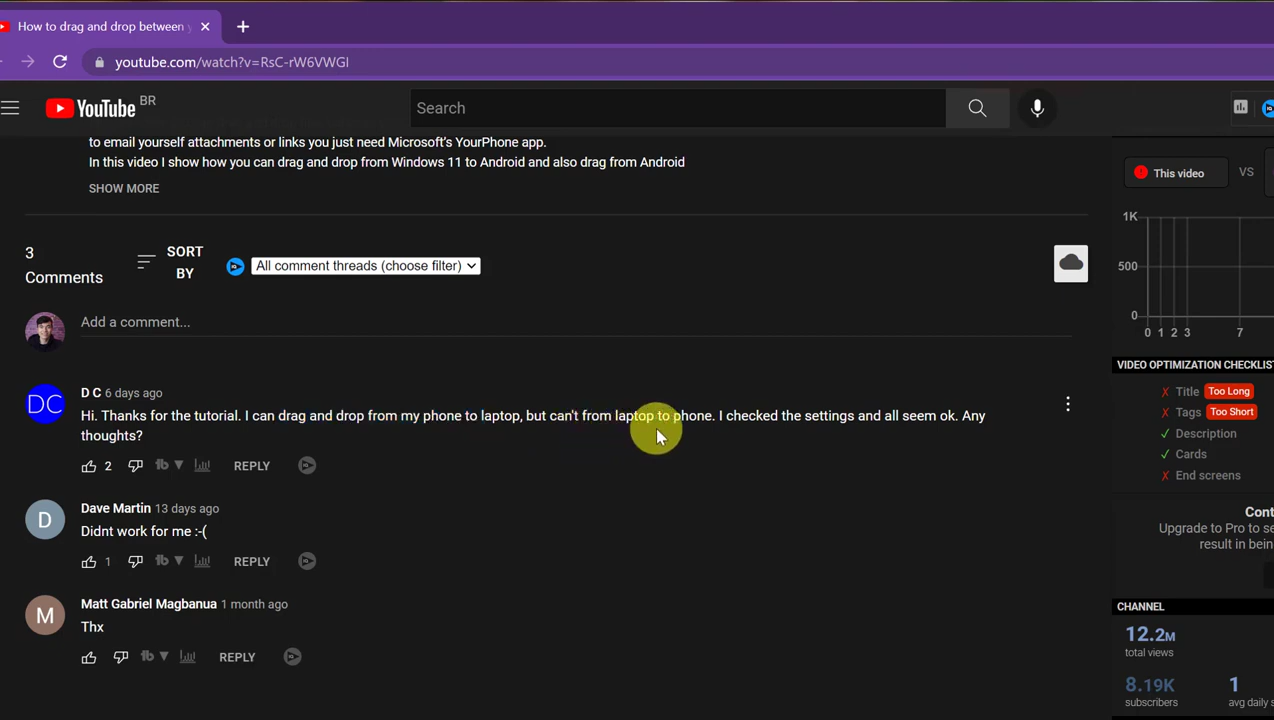 How to drag and drop between y
youtube.com/watch?v=RsC-rW6VWGI
YouTube BR
Search
to email yourself attachments or links you just need Microsoft's YourPhone app.
In this video I show how you can drag and drop from Windows 11 to Android and also drag from Android
SHOW MORE
3
Comments
SORT
BY
All comment threads (choose filter)
Add a comment...
DC
D C 6 days ago
Hi. Thanks for the tutorial. I can drag and drop from my phone to laptop, but can't from laptop to phone. I checked the settings and all seem ok. Any
thoughts?
2 tb REPLY
D
Dave Martin 13 days ago
Didnt work for me :-(
1 tb REPLY
M
Matt Gabriel Magbanua 1 month ago
Thx
tb REPLY
This video VS
1K
500
0
0 1 2 3 7
VIDEO OPTIMIZATION CHECKLIST
✗ Title Too Long
✗ Tags Too Short
✓ Description
✓ Cards
✗ End screens
Cont
Upgrade to Pro to se
result in bein
CHANNEL
12.2M
total views
8.19K 1
subscribers avg daily s